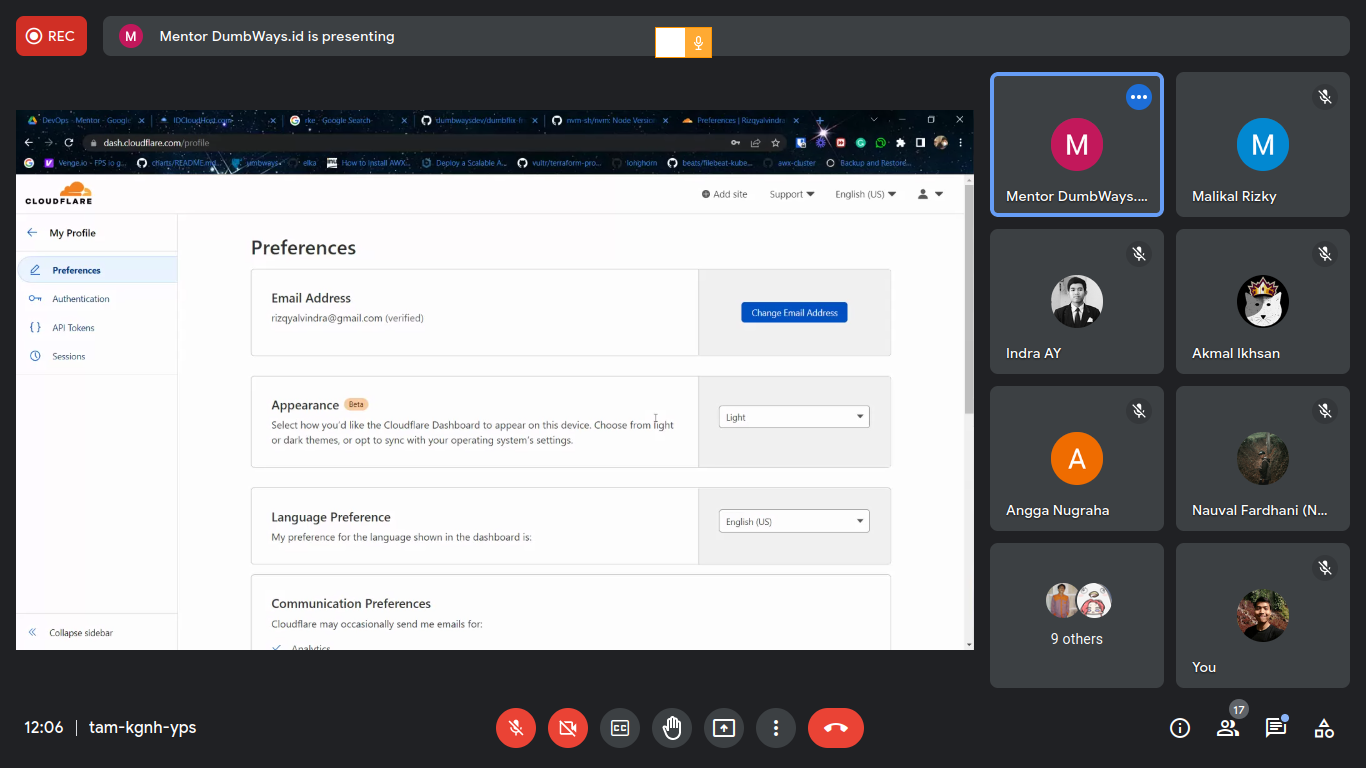 REC
M
Mentor DumbWays.id is presenting
DevOps - Mentor - Google
IDCloudHost.com
rke - Google Search
dumbwaysdev/dumbflix-fr
nvm-sh/nvm: Node Version
Preferences | Rizqyalvindra
dash.cloudflare.com/profile
Venge.io - FPS io g...
charts/README.md
elka
How to Install AWX...
Deploy a Scalable A...
vultr/terraform-pro...
longhorn
beats/filebeat-kube...
awx-cluster
Backup and Restore...
CLOUDFLARE
Add site
Support
English (US)
My Profile
Preferences
Authentication
API Tokens
Sessions
Collapse sidebar
Preferences
Email Address
rizqyalvindra@gmail.com (verified)
Change Email Address
Appearance Beta
Select how you'd like the Cloudflare Dashboard to appear on this device. Choose from light
or dark themes, or opt to sync with your operating system's settings.
Light
Language Preference
My preference for the language shown in the dashboard is:
English (US)
Communication Preferences
Cloudflare may occasionally send me emails for:
Analytics
M
Mentor DumbWays....
M
Malikal Rizky
Indra AY
Akmal Ikhsan
A
Angga Nugraha
Nauval Fardhani (N...
9 others
You
12:06 | tam-kgnh-yps
17